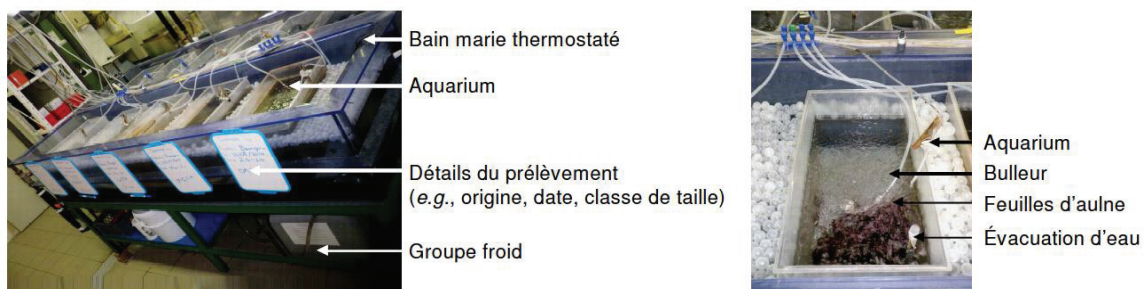 Bain marie thermostaté
Aquarium
Détails du prélèvement
(e.g., origine, date, classe de taille)
Groupe froid
Aquarium
Bulleur
Feuilles d'aulne
Évacuation d'eau